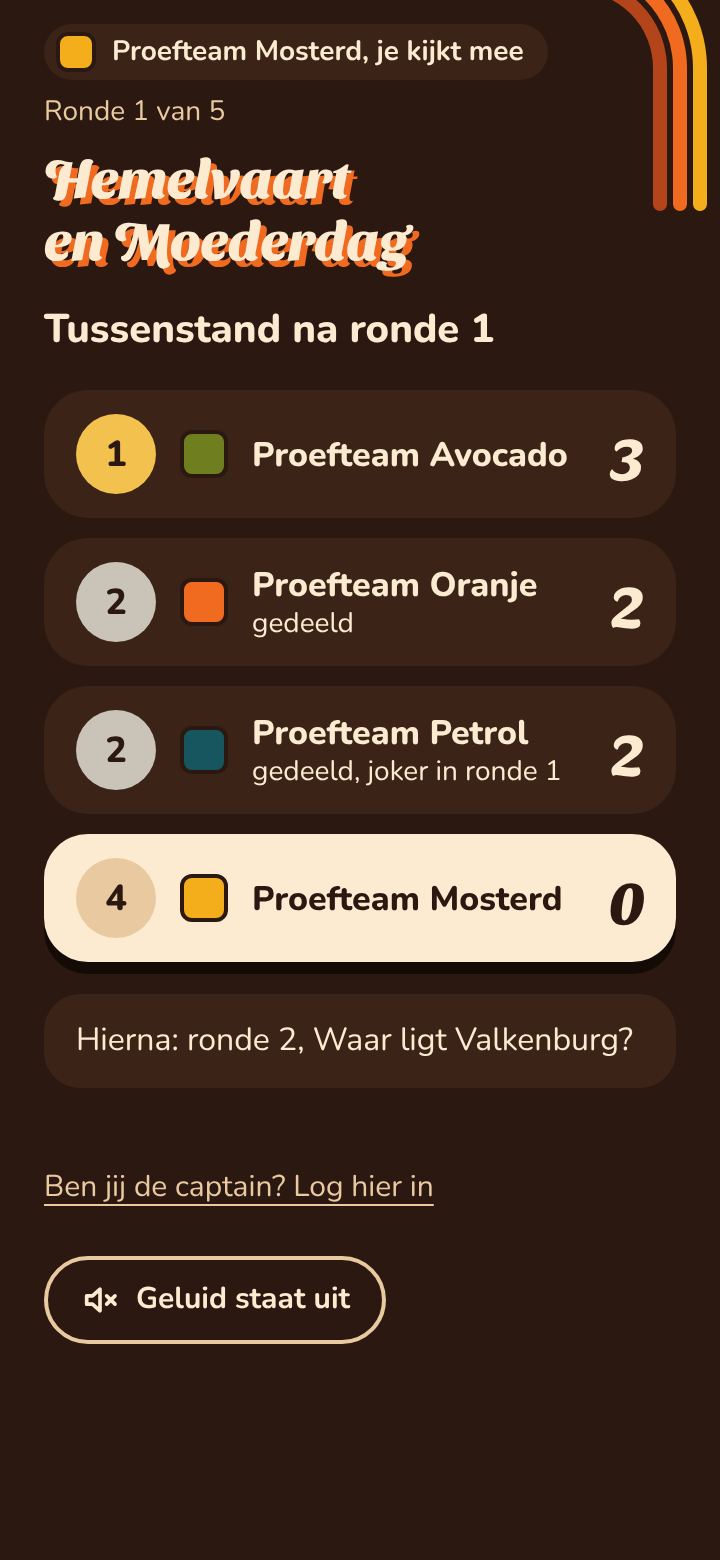 Proefteam Mosterd, je kijkt mee
Ronde 1 van 5
Hemelvaart
en Moederdag
Tussenstand na ronde 1
1 Proefteam Avocado 3
2 Proefteam Oranje 2
gedeeld
2 Proefteam Petrol 2
gedeeld, joker in ronde 1
4 Proefteam Mosterd 0
Hierna: ronde 2, Waar ligt Valkenburg?
Ben jij de captain? Log hier in
Geluid staat uit